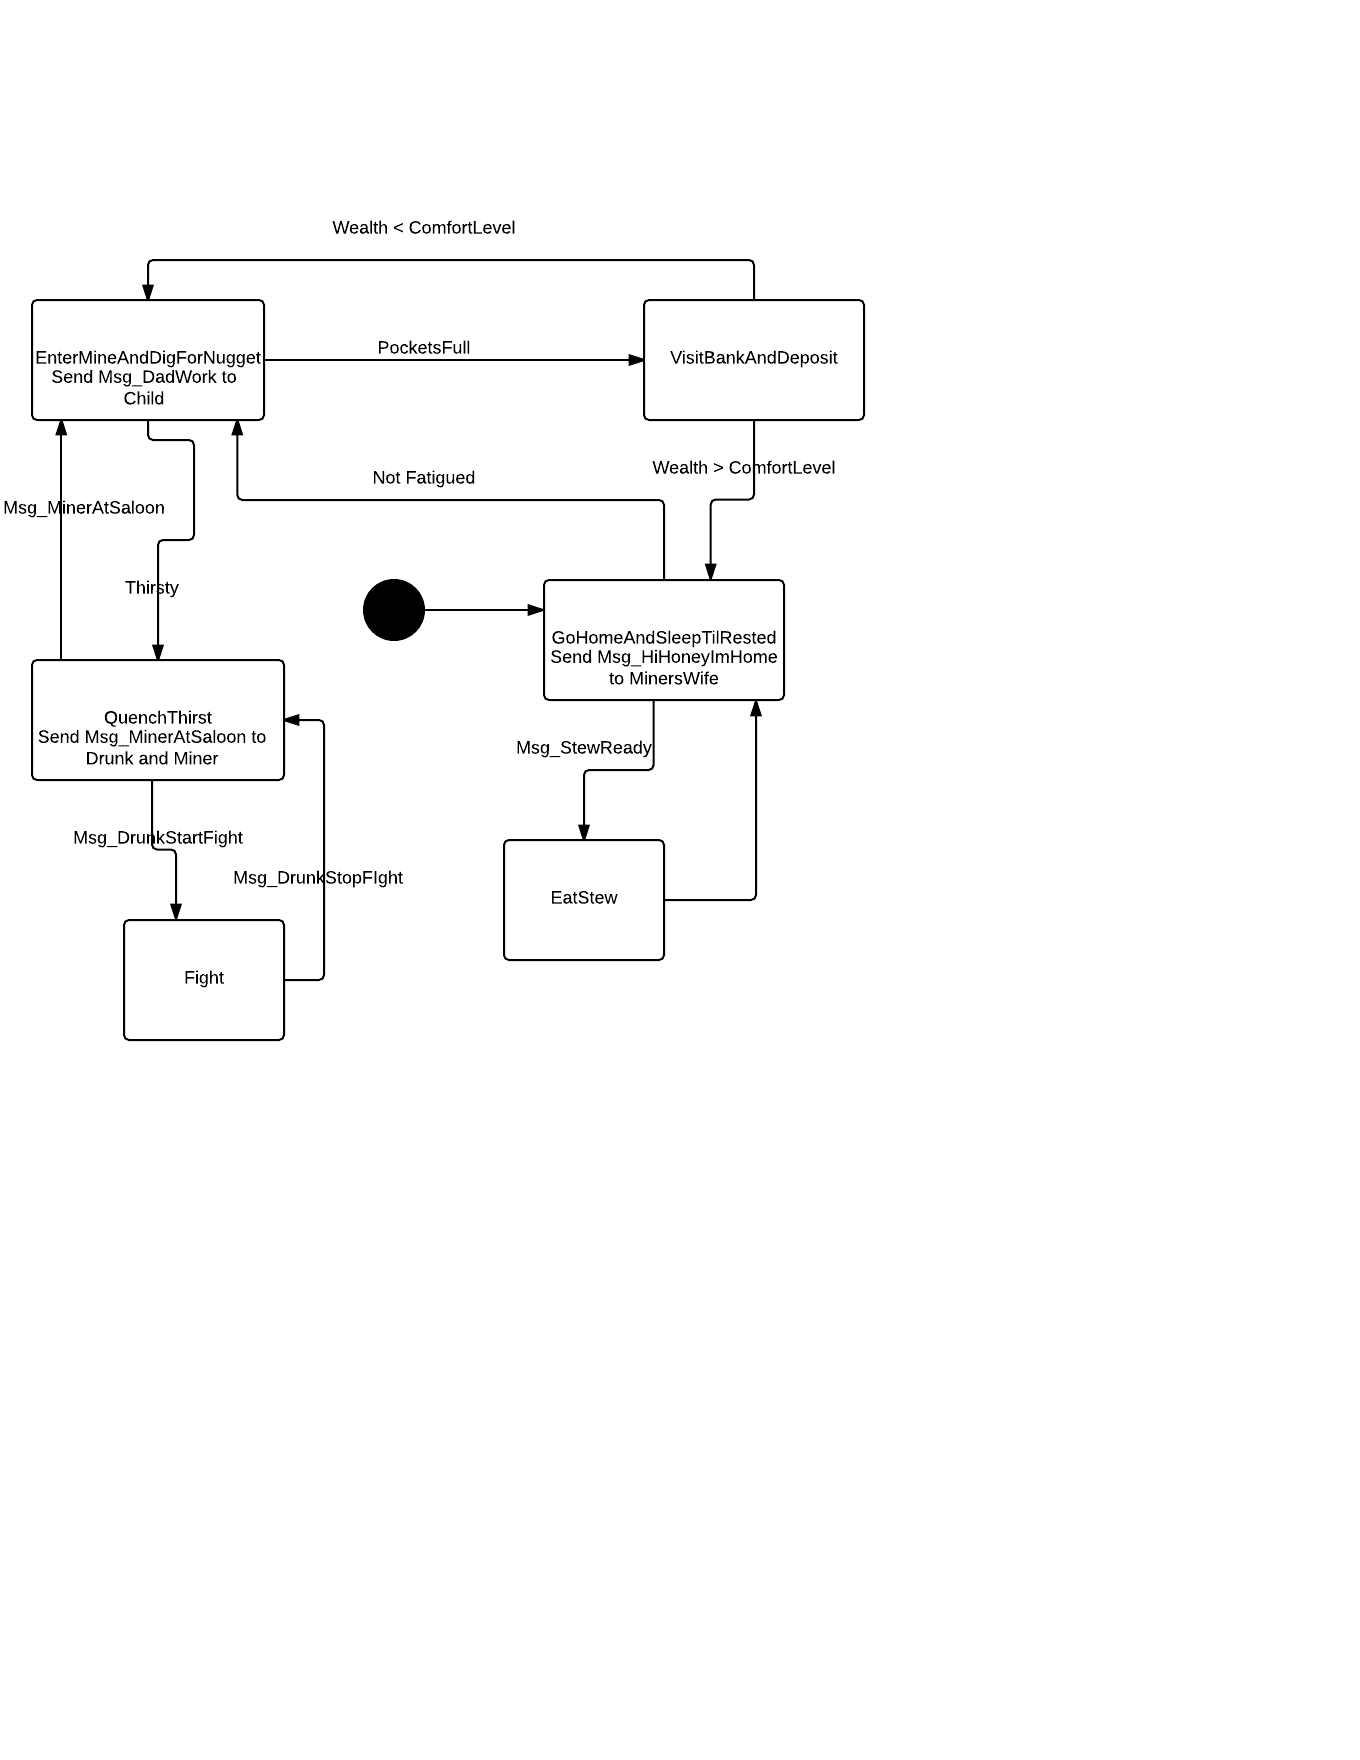 Wealth < ComfortLevel
PocketsFull
EnterMineAndDigForNugget
Send Msg_DadWork to
Child
VisitBankAndDeposit
Wealth > ComfortLevel
Not Fatigued
Msg_MinerAtSaloon
Thirsty
GoHomeAndSleepTilRested
Send Msg_HiHoneyImHome
to MinersWife
QuenchThirst
Send Msg_MinerAtSaloon to
Drunk and Miner
Msg_StewReady
Msg_DrunkStartFight
Msg_DrunkStopFIght
EatStew
Fight